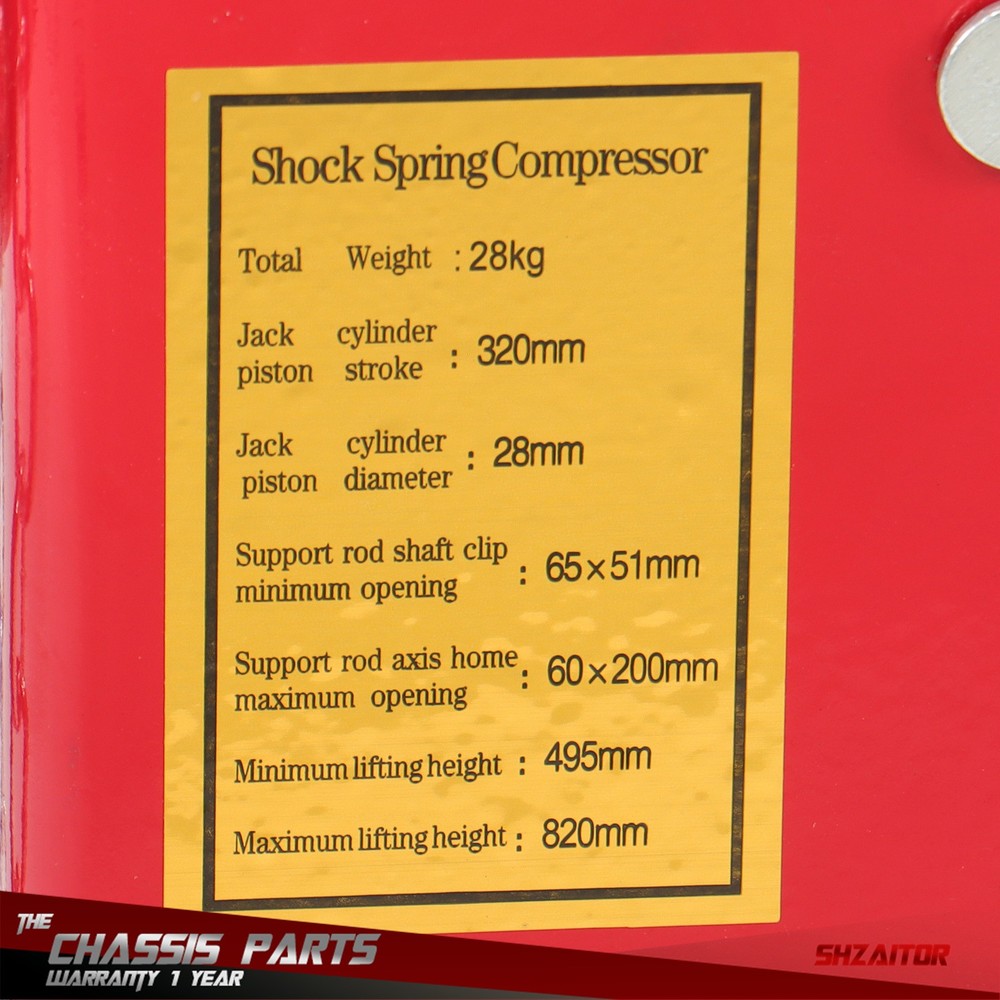 Shock Spring Compressor
Total Weight : 28kg
Jack cylinder
piston stroke : 320mm
Jack cylinder
piston diameter : 28mm
Support rod shaft clip
minimum opening : 65×51mm
Support rod axis home
maximum opening : 60×200mm
Minimum lifting height : 495mm
Maximum lifting height : 820mm
THE
CHASSIS PARTS
WARRANTY 1 YEAR
SHZAITOR